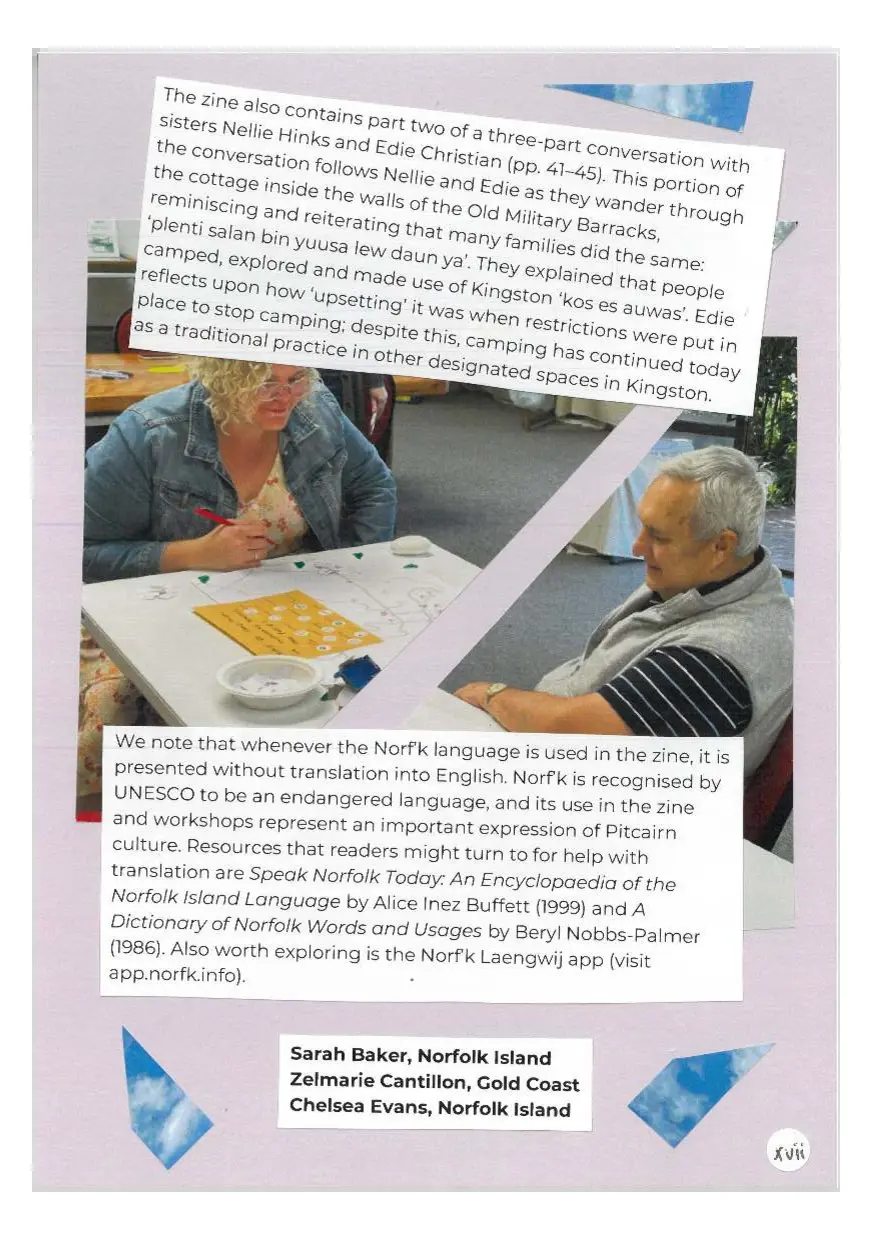 The zine also contains part two of a three-part conversation with
sisters Nellie Hinks and Edie Christian (pp. 41–45). This portion of
the conversation follows Nellie and Edie as they wander through
the cottage inside the walls of the Old Military Barracks,
reminiscing and reiterating that many families did the same:
‘plenti salan bin yuusa lew daun ya’. They explained that people
camped, explored and made use of Kingston ‘kos es auwas’. Edie
reflects upon how ‘upsetting’ it was when restrictions were put in
place to stop camping; despite this, camping has continued today
as a traditional practice in other designated spaces in Kingston.
We note that whenever the Norf'k language is used in the zine, it is
presented without translation into English. Norf'k is recognised by
UNESCO to be an endangered language, and its use in the zine
and workshops represent an important expression of Pitcairn
culture. Resources that readers might turn to for help with
translation are Speak Norfolk Today: An Encyclopaedia of the
Norfolk Island Language by Alice Inez Buffett (1999) and A
Dictionary of Norfolk Words and Usages by Beryl Nobbs-Palmer
(1986). Also worth exploring is the Norf'k Laengwij app (visit
app.norfk.info).
Sarah Baker, Norfolk Island
Zelmarie Cantillon, Gold Coast
Chelsea Evans, Norfolk Island
xvii